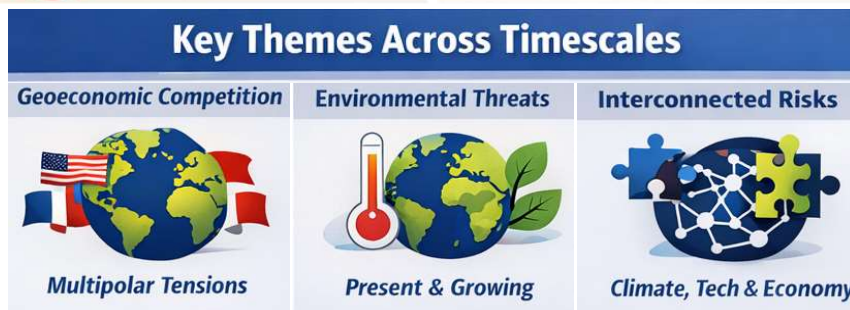 Key Themes Across Timescales
Geoeconomic Competition
Multipolar Tensions
Environmental Threats
Present & Growing
Interconnected Risks
Climate, Tech & Economy